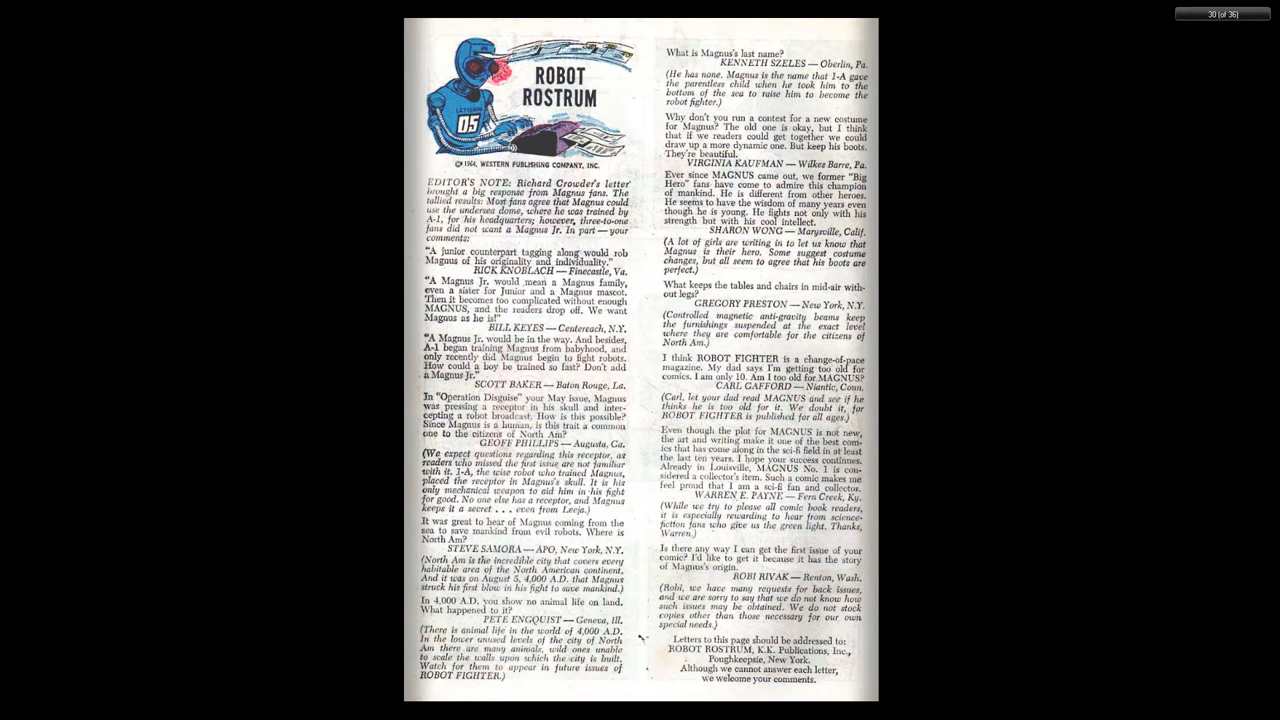 30 (of 36)
ROBOT
ROSTRUM
LETTERING
05
© 1964, WESTERN PUBLISHING COMPANY, INC.
EDITOR'S NOTE: Richard Crowder's letter
brought a big response from Magnus fans. The
tallied results: Most fans agree that Magnus could
use the undersea dome, where he was trained by
A-1, for his headquarters; however, three-to-one
fans did not want a Magnus Jr. In part — your
comments:
"A junior counterpart tagging along would rob
Magnus of his originality and individuality."
RICK KNOBLACH — Finecastle, Va.
"A Magnus Jr. would mean a Magnus family,
even a sister for Junior and a Magnus mascot.
Then it becomes too complicated without enough
MAGNUS, and the readers drop off. We want
Magnus as he is!"
BILL KEYES — Centereach, N.Y.
"A Magnus Jr. would be in the way. And besides,
A-1 began training Magnus from babyhood, and
only recently did Magnus begin to fight robots.
How could a boy be trained so fast? Don't add
a Magnus Jr."
SCOTT BAKER — Baton Rouge, La.
In "Operation Disguise" your May issue, Magnus
was pressing a receptor in his skull and inter-
cepting a robot broadcast. How is this possible?
Since Magnus is a human, is this trait a common
one to the citizens of North Am?
GEOFF PHILLIPS — Augusta, Ga.
(We expect questions regarding this receptor, as
readers who missed the first issue are not familiar
with it. 1-A, the wise robot who trained Magnus,
placed the receptor in Magnus's skull. It is his
only mechanical weapon to aid him in his fight
for good. No one else has a receptor, and Magnus
keeps it a secret . . . even from Leeja.)
It was great to hear of Magnus coming from the
sea to save mankind from evil robots. Where is
North Am?
STEVE SAMORA — APO, New York, N.Y.
(North Am is the incredible city that covers every
habitable area of the North American continent.
And it was on August 5, 4,000 A.D. that Magnus
struck his first blow in his fight to save mankind.)
In 4,000 A.D. you show no animal life on land.
What happened to it?
PETE ENGQUIST — Geneva, Ill.
(There is animal life in the world of 4,000 A.D.
In the lower unused levels of the city of North
Am there are many animals, wild ones unable
to scale the walls upon which the city is built.
Watch for them to appear in future issues of
ROBOT FIGHTER.)
What is Magnus's last name?
KENNETH SZELES — Oberlin, Pa.
(He has none. Magnus is the name that 1-A gave
the parentless child when he took him to the
bottom of the sea to raise him to become the
robot fighter.)
Why don't you run a contest for a new costume
for Magnus? The old one is okay, but I think
that if we readers could get together we could
draw up a more dynamic one. But keep his boots.
They're beautiful.
VIRGINIA KAUFMAN — Wilkes Barre, Pa.
Ever since MAGNUS came out, we former "Big
Hero" fans have come to admire this champion
of mankind. He is different from other heroes.
He seems to have the wisdom of many years even
though he is young. He fights not only with his
strength but with his cool intellect.
SHARON WONG — Marysville, Calif.
(A lot of girls are writing in to let us know that
Magnus is their hero. Some suggest costume
changes, but all seem to agree that his boots are
perfect.)
What keeps the tables and chairs in mid-air with-
out legs?
GREGORY PRESTON — New York, N.Y.
(Controlled magnetic anti-gravity beams keep
the furnishings suspended at the exact level
where they are comfortable for the citizens of
North Am.)
I think ROBOT FIGHTER is a change-of-pace
magazine. My dad says I'm getting too old for
comics. I am only 10. Am I too old for MAGNUS?
CARL GAFFORD — Niantic, Conn.
(Carl, let your dad read MAGNUS and see if he
thinks he is too old for it. We doubt it, for
ROBOT FIGHTER is published for all ages.)
Even though the plot for MAGNUS is not new,
the art and writing make it one of the best com-
ics that has come along in the sci-fi field in at least
the last ten years. I hope your success continues.
Already in Louisville, MAGNUS No. 1 is con-
sidered a collector's item. Such a comic makes me
feel proud that I am a sci-fi fan and collector.
WARREN E. PAYNE — Fern Creek, Ky.
(While we try to please all comic book readers,
it is especially rewarding to hear from science-
fiction fans who give us the green light. Thanks,
Warren.)
Is there any way I can get the first issue of your
comic? I'd like to get it because it has the story
of Magnus's origin.
ROBI RIVAK — Renton, Wash.
(Robi, we have many requests for back issues,
and we are sorry to say that we do not know how
such issues may be obtained. We do not stock
copies other than those necessary for our own
special needs.)
Letters to this page should be addressed to:
ROBOT ROSTRUM, K.K. Publications, Inc.,
Poughkeepsie, New York.
Although we cannot answer each letter,
we welcome your comments.